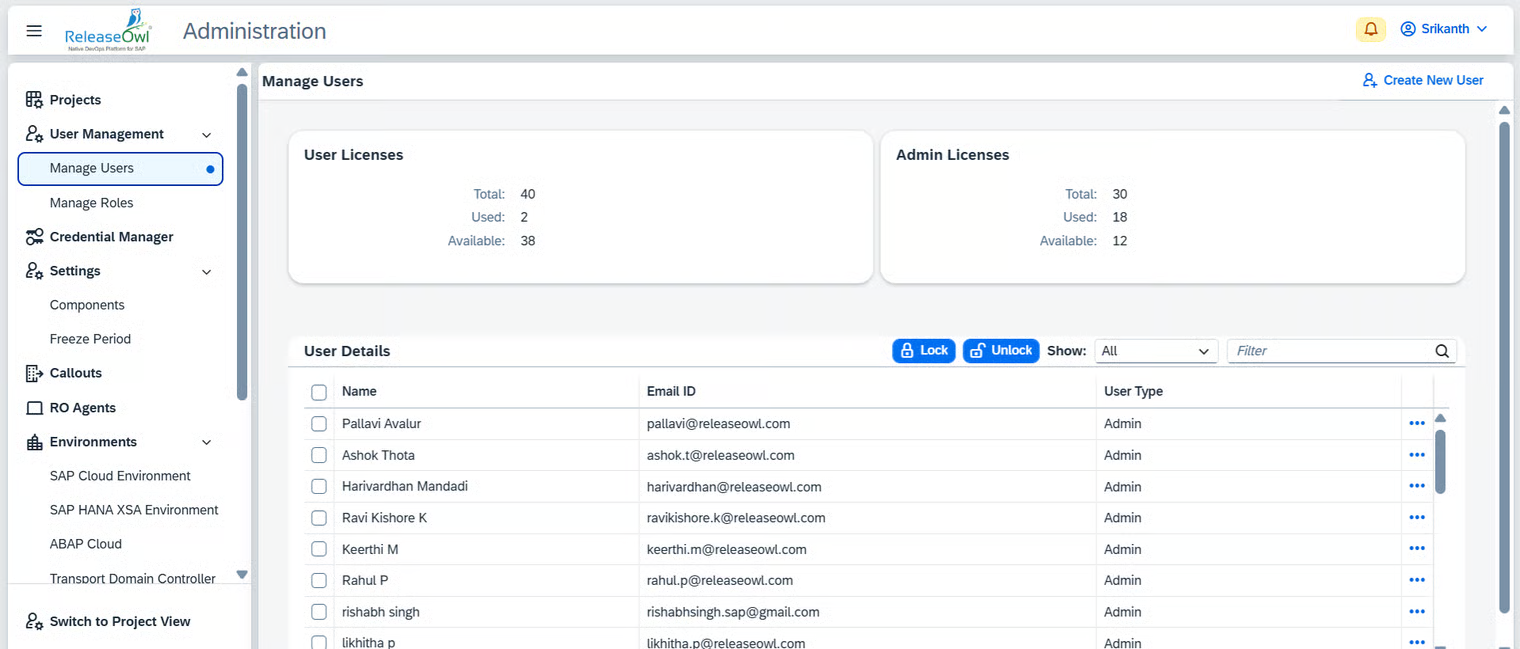 ReleaseOwl
Native DevOps Platform for SAP
Administration
Srikanth
Projects
User Management
Manage Users
Manage Roles
Credential Manager
Settings
Components
Freeze Period
Callouts
RO Agents
Environments
SAP Cloud Environment
SAP HANA XSA Environment
ABAP Cloud
Transport Domain Controller
Switch to Project View
Manage Users
Create New User
User Licenses
Total: 40
Used: 2
Available: 38
Admin Licenses
Total: 30
Used: 18
Available: 12
User Details Lock Unlock Show: All Filter
Name Email ID User Type
Pallavi Avalur pallavi@releaseowl.com Admin
Ashok Thota ashok.t@releaseowl.com Admin
Harivardhan Mandadi harivardhan@releaseowl.com Admin
Ravi Kishore K ravikishore.k@releaseowl.com Admin
Keerthi M keerthi.m@releaseowl.com Admin
Rahul P rahul.p@releaseowl.com Admin
rishabh singh rishabhsingh.sap@gmail.com Admin
likhitha p likhitha.p@releaseowl.com Admin